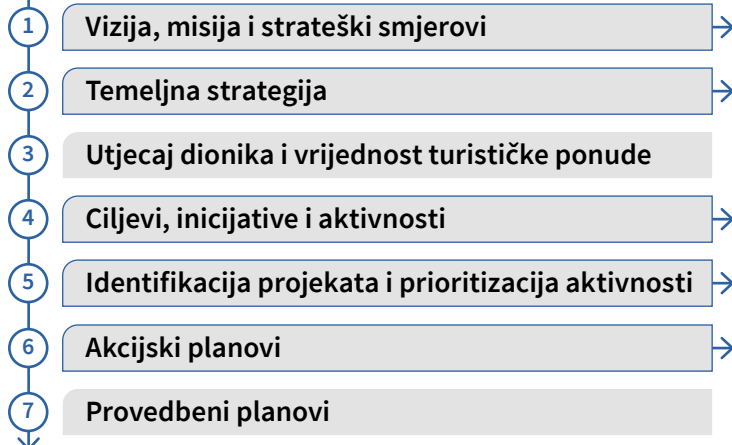 1 Vizija, misija i strateški smjerovi
2 Temeljna strategija
3 Utjecaj dionika i vrijednost turističke ponude
4 Ciljevi, inicijative i aktivnosti
5 Identifikacija projekata i prioritizacija aktivnosti
6 Akcijski planovi
7 Provedbeni planovi